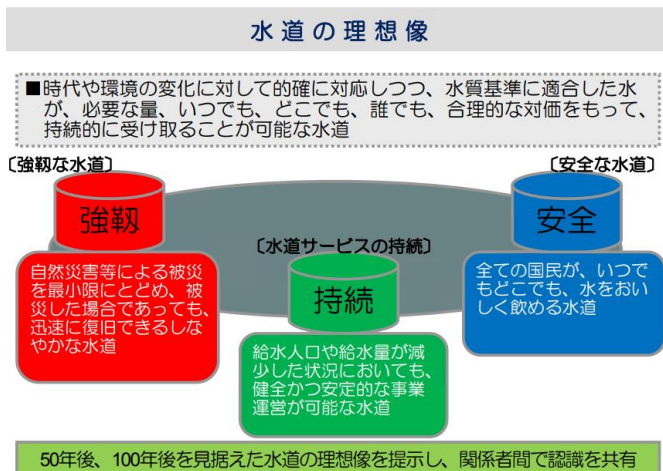 水道の理想像
■時代や環境の変化に対して的確に対応しつつ、水質基準に適合した水
が、必要な量、いつでも、どこでも、誰でも、合理的な対価をもって、
持続的に受け取ることが可能な水道
〔強靱な水道〕
〔安全な水道〕
強靱
安全
〔水道サービスの持続〕
自然災害等による被災
を最小限にとどめ、被
災した場合であっても、
迅速に復旧できるしな
やかな水道
全ての国民が、いつで
もどこでも、水をおい
しく飲める水道
持続
給水人口や給水量が減
少した状況においても、
健全かつ安定的な事業
運営が可能な水道
50年後、100年後を見据えた水道の理想像を提示し、関係者間で認識を共有